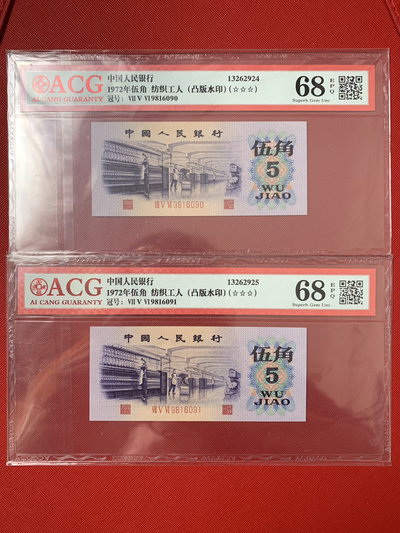 ACG
AI CANG GUARANTY
中国人民银行 13262924
1972年伍角 纺织工人（凸版水印）(☆☆☆)
冠号：Ⅶ Ⅴ Ⅵ9816090
68 EPQ
Superb Gem Unc
中國人民銀行
伍角
5
WU
JIAO
Ⅶ Ⅴ Ⅵ 9816090
ACG
AI CANG GUARANTY
中国人民银行 13262925
1972年伍角 纺织工人（凸版水印）(☆☆☆)
冠号：Ⅶ Ⅴ Ⅵ9816091
68 EPQ
Superb Gem Unc
中國人民銀行
伍角
5
WU
JIAO
Ⅶ Ⅴ Ⅵ 9816091